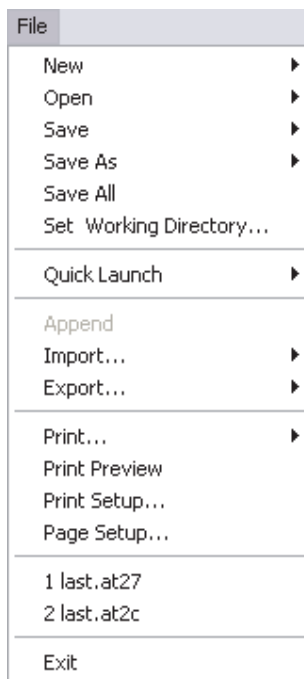 File
New
Open
Save
Save As
Save All
Set  Working Directory...
Quick Launch
Append
Import...
Export...
Print...
Print Preview
Print Setup...
Page Setup...
1 last.at27
2 last.at2c
Exit